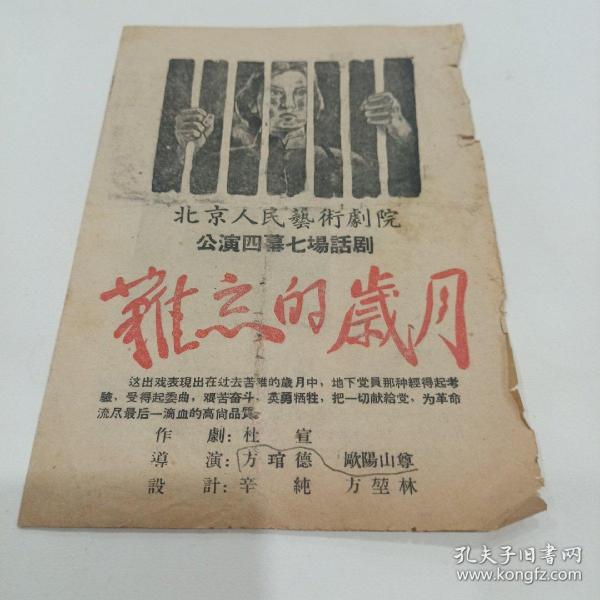 北京人民藝術劇院
公演四幕七場話剧
難忘的歲月
这出戏表現出在过去苦难的歲月中，地下党員那种經得起考
驗，受得起委曲，艰苦奋斗，英勇牺牲，把一切献給党，为革命
流尽最后一滴血的高尙品質。
作劇：杜宣
導演：方琯德 歐陽山尊
設計：辛純 方堃林
孔夫子旧书网
www.kongfz.com